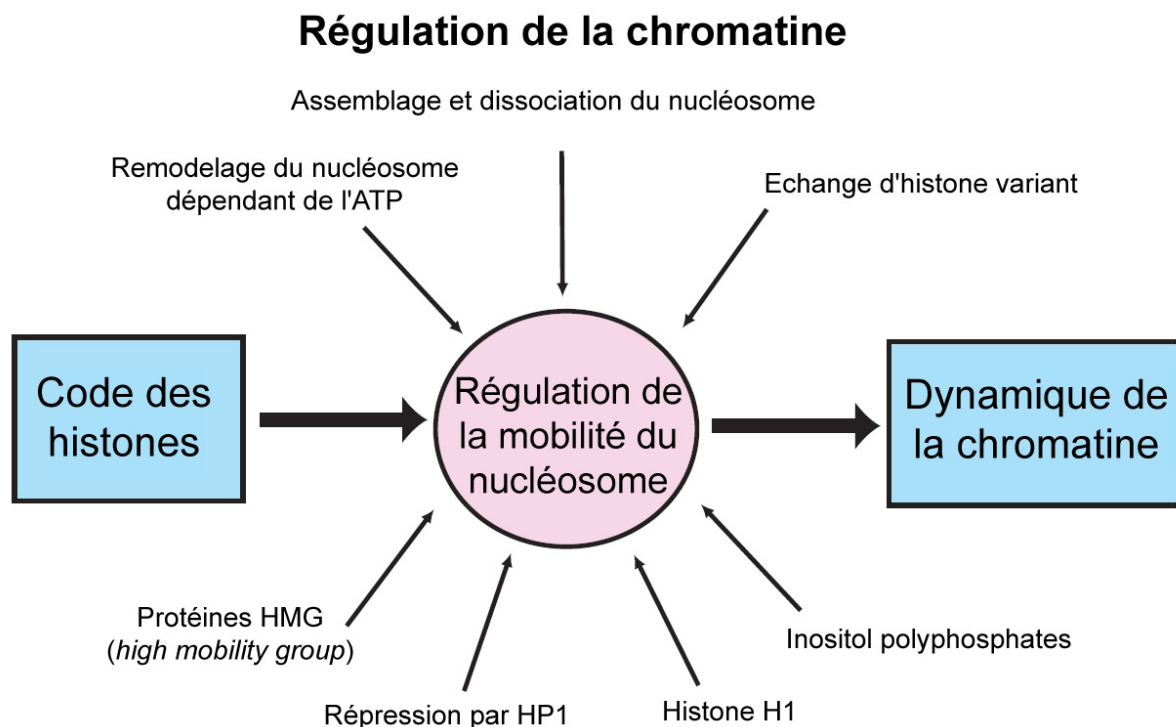 Régulation de la chromatine
Assemblage et dissociation du nucléosome
Remodelage du nucléosome
dépendant de l'ATP
Echange d'histone variant
Code des
histones
Régulation de
la mobilité du
nucléosome
Dynamique de
la chromatine
Protéines HMG
(high mobility group)
Répression par HP1
Histone H1
Inositol polyphosphates